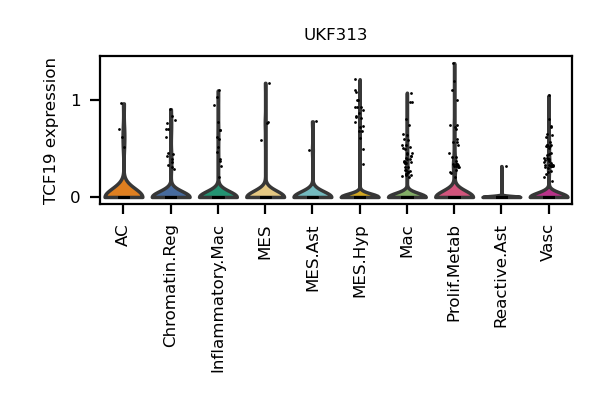 UKF313
TCF19 expression
1
0
AC
Chromatin.Reg
Inflammatory.Mac
MES
MES.Ast
MES.Hyp
Mac
Prolif.Metab
Reactive.Ast
Vasc